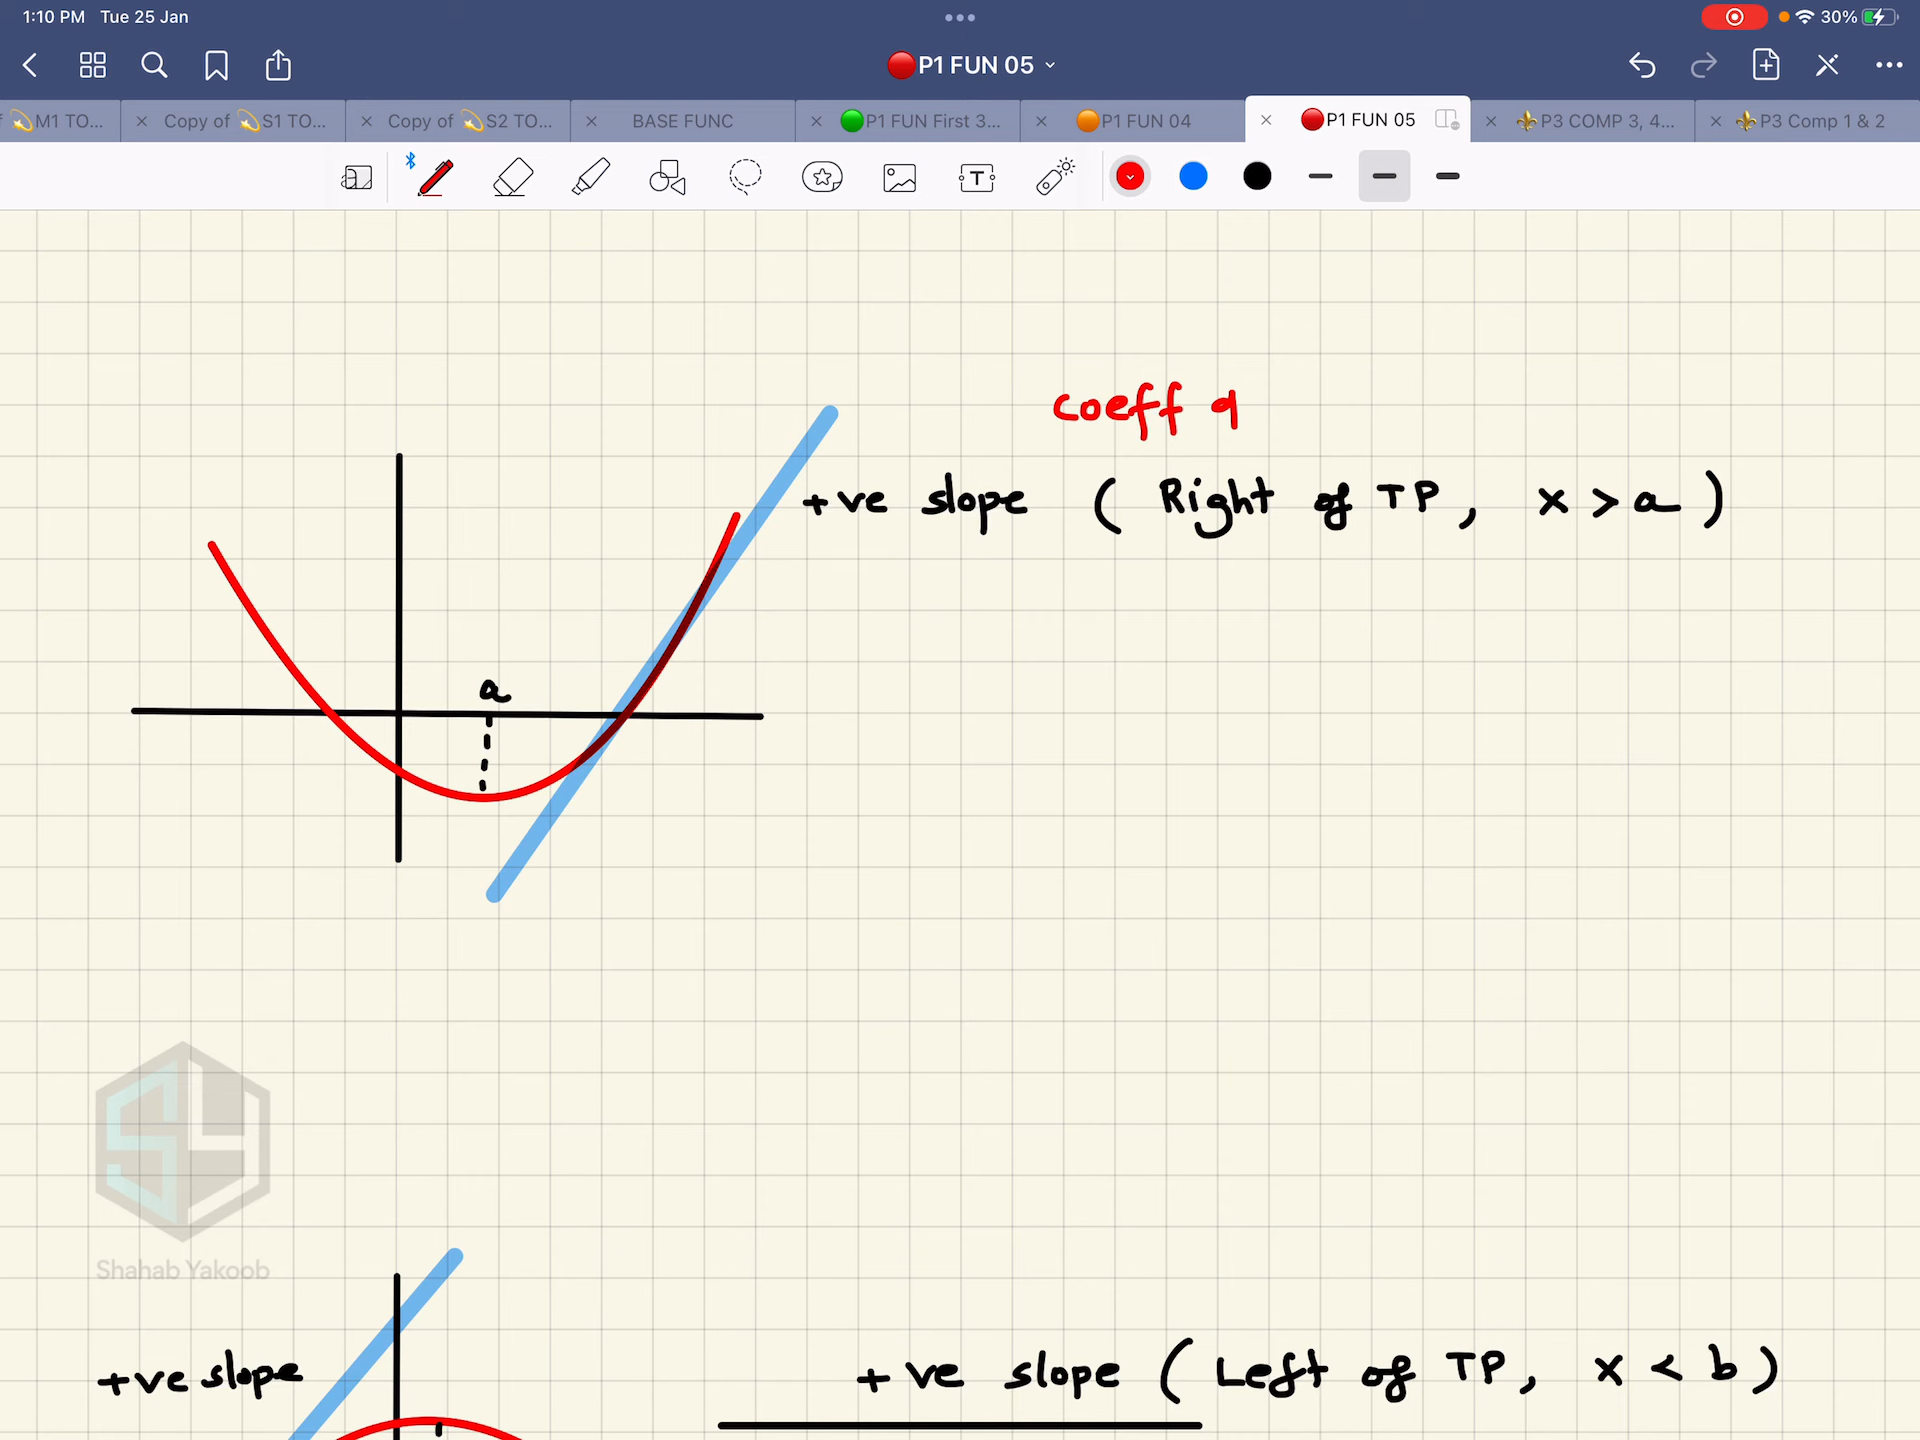 1:10 PM Tue 25 Jan
30%
P1 FUN 05
M1 TO...
Copy of S1 TO...
Copy of S2 TO...
BASE FUNC
P1 FUN First 3...
P1 FUN 04
P1 FUN 05
P3 COMP 3, 4...
P3 Comp 1 & 2
coeff
+ve slope ( Right of TP, x > a )
a
Shahab Yakoob
+ve slope
+ve slope ( Left of TP, x < b )